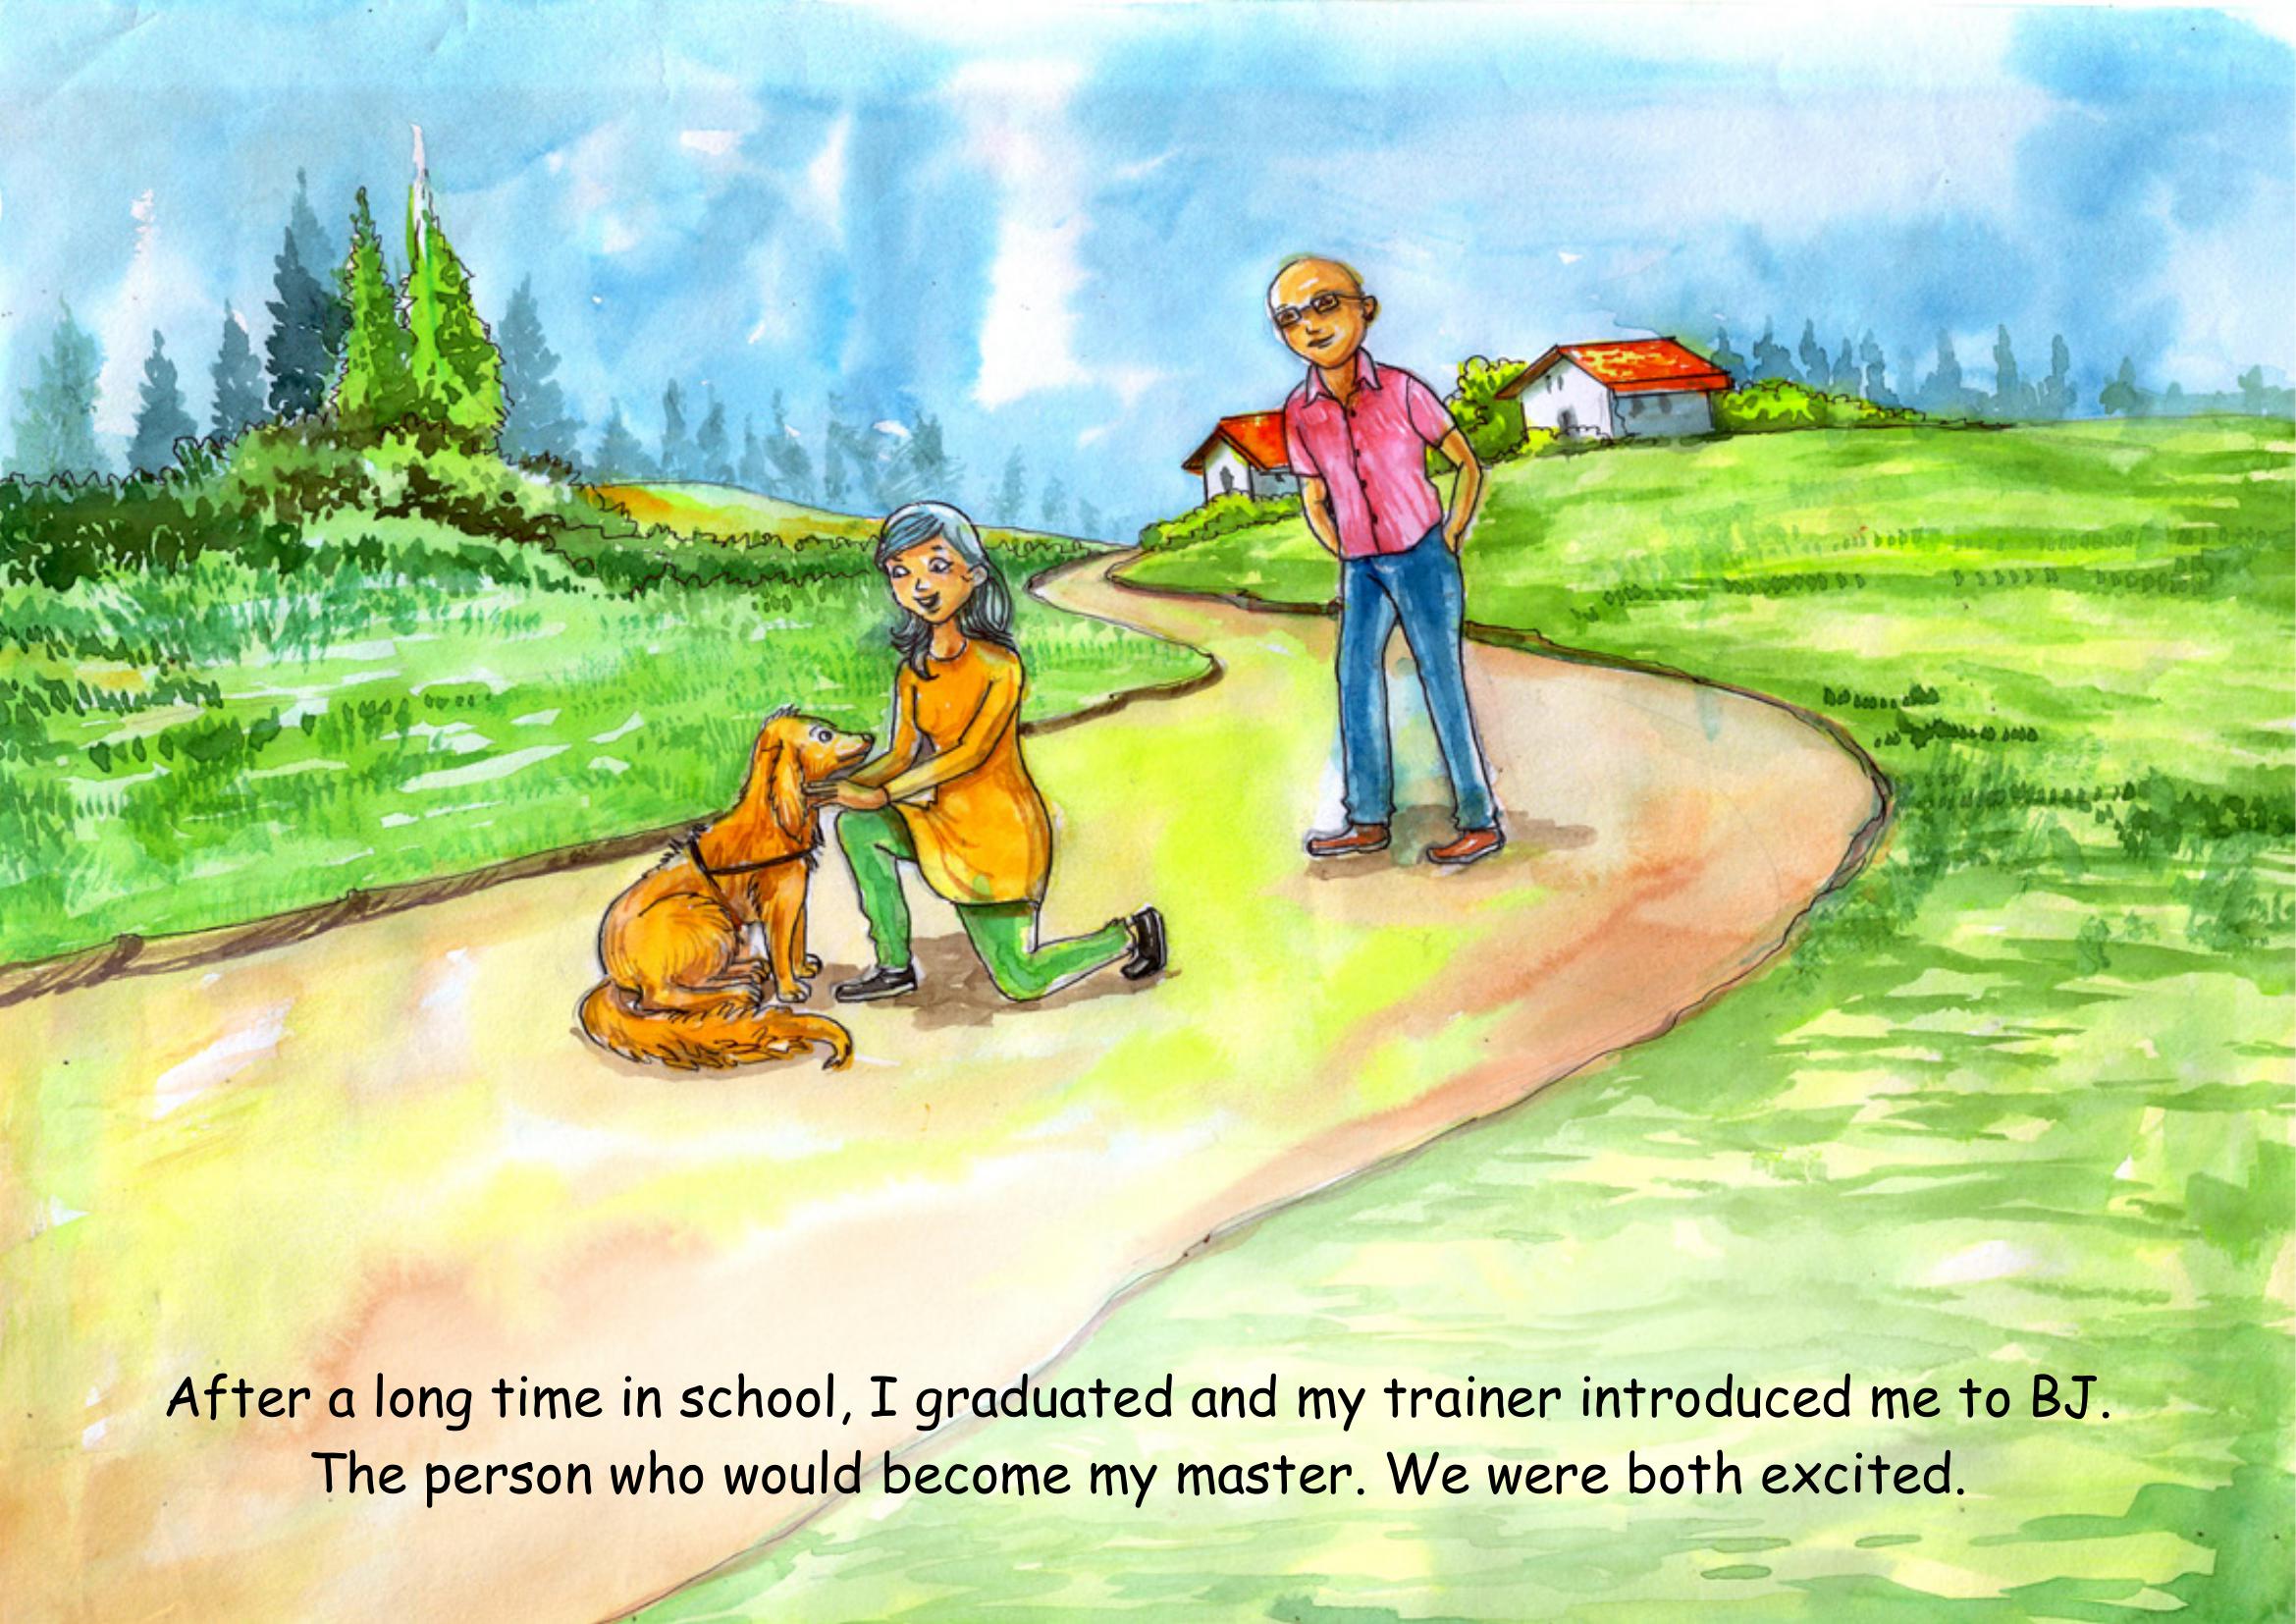 After a long time in school, I graduated and my trainer introduced me to BJ.
The person who would become my master. We were both excited.